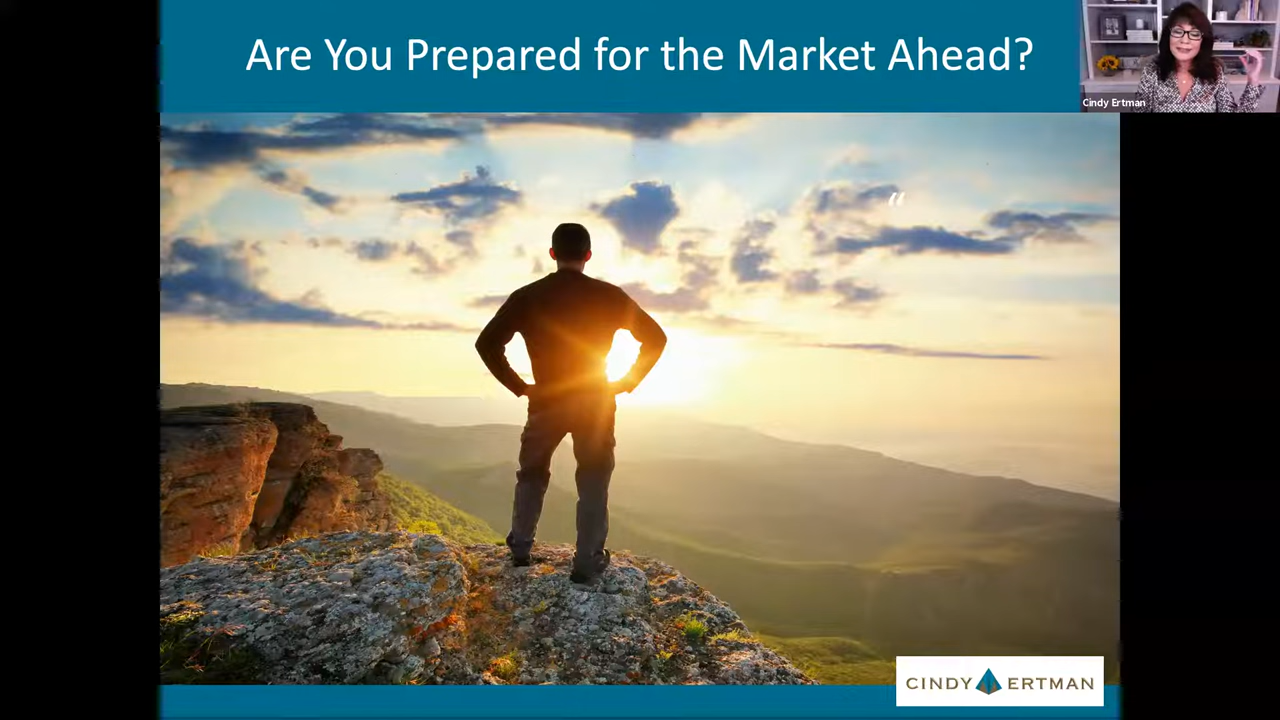 Are You Prepared for the Market Ahead?
Cindy Ertman
“
CINDY ERTMAN